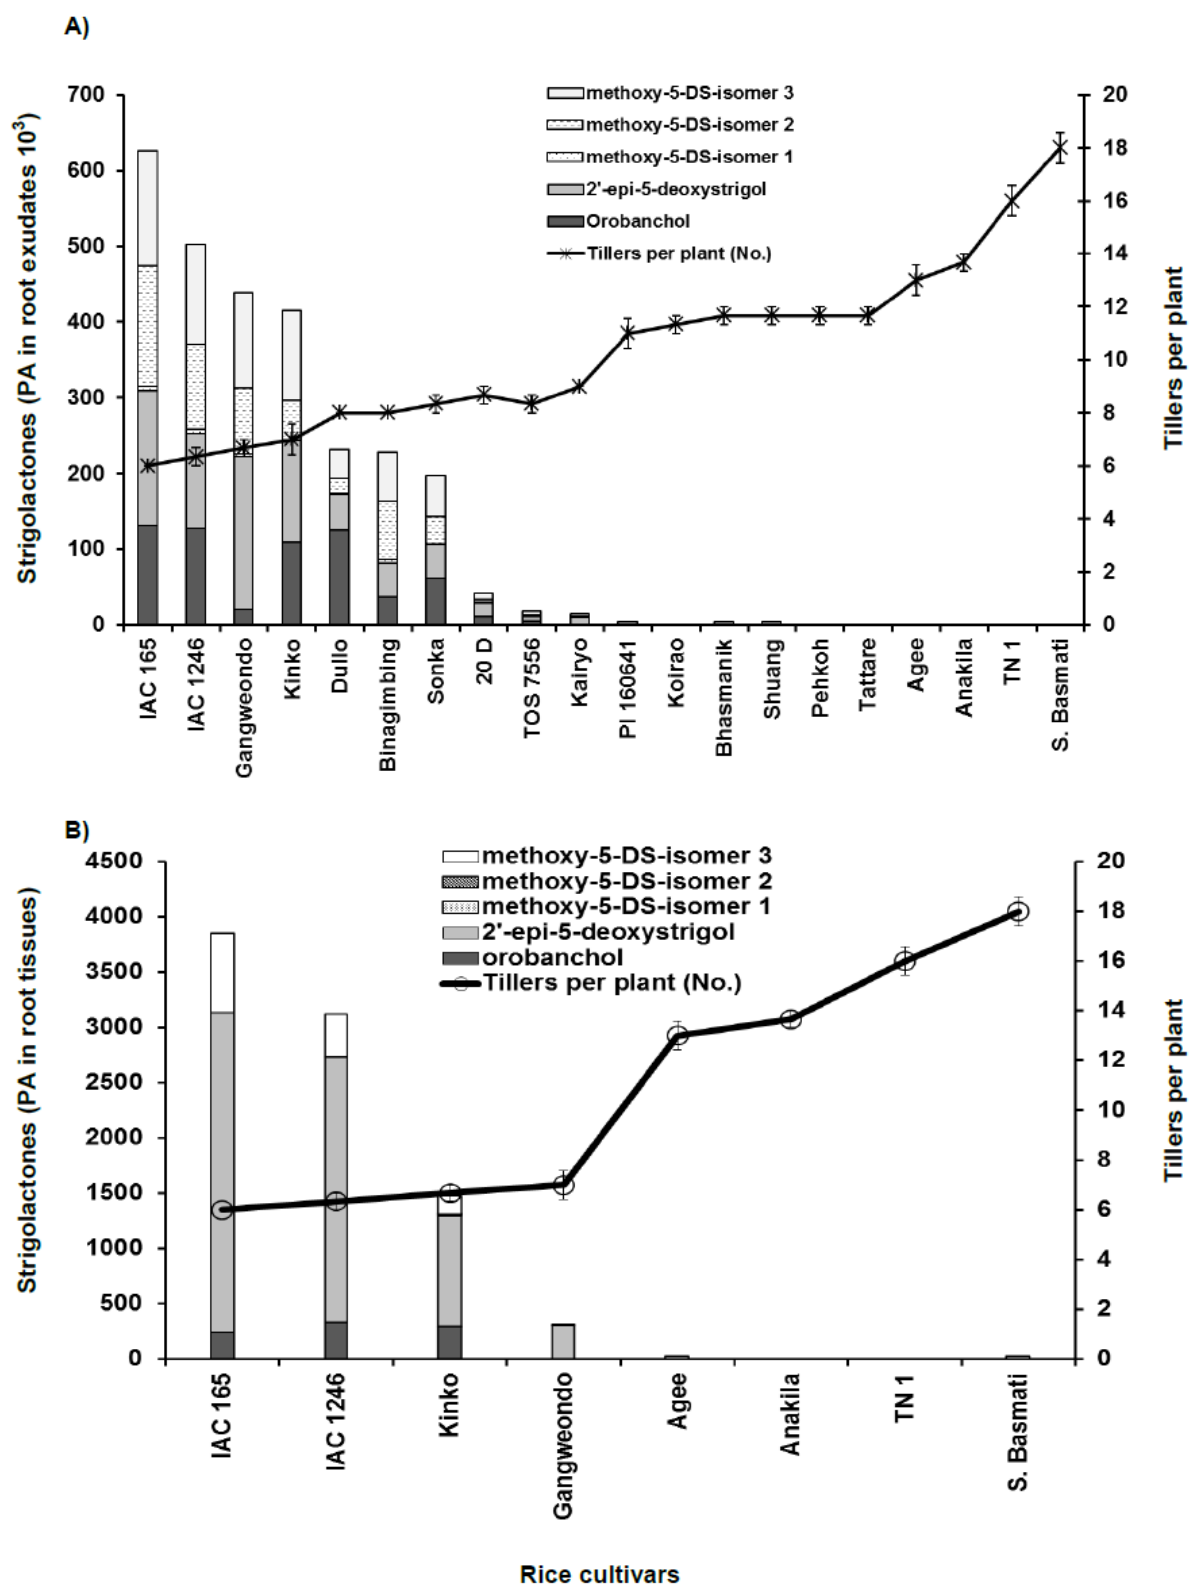 A)
Strigolactones (PA in root exudates 10³)
700
600
500
400
300
200
100
0
methoxy-5-DS-isomer 3
methoxy-5-DS-isomer 2
methoxy-5-DS-isomer 1
2'-epi-5-deoxystrigol
Orobanchol
Tillers per plant (No.)
20
18
16
14
12
10
8
6
4
2
0
Tillers per plant
IAC 165
IAC 1246
Gangweondo
Kinko
Dullo
Binagimbing
Sonka
20 D
TOS 7556
Kairyo
PI 160641
Koirao
Bhasmanik
Shuang
Pehkoh
Tattare
Agee
Anakila
TN 1
S. Basmati
B)
Strigolactones (PA in root tissues)
4500
4000
3500
3000
2500
2000
1500
1000
500
0
methoxy-5-DS-isomer 3
methoxy-5-DS-isomer 2
methoxy-5-DS-isomer 1
2'-epi-5-deoxystrigol
orobanchol
Tillers per plant (No.)
20
18
16
14
12
10
8
6
4
2
0
Tillers per plant
IAC 165
IAC 1246
Kinko
Gangweondo
Agee
Anakila
TN 1
S. Basmati
Rice cultivars